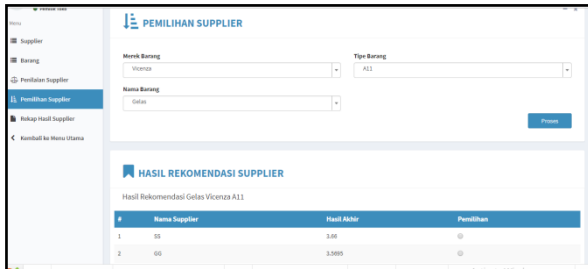 Menu
PEMILIHAN SUPPLIER
Supplier
Barang
Merek Barang
Tipe Barang
Vicenza
A11
Penilaian Supplier
Nama Barang
Pemilihan Supplier
Gelas
Rekap Hasil Supplier
Proses
Kembali ke Menu Utama
HASIL REKOMENDASI SUPPLIER
Hasil Rekomendasi Gelas Vicenza A11
# Nama Supplier Hasil Akhir Pemilihan
1 SS 3.66
2 GG 3.5665